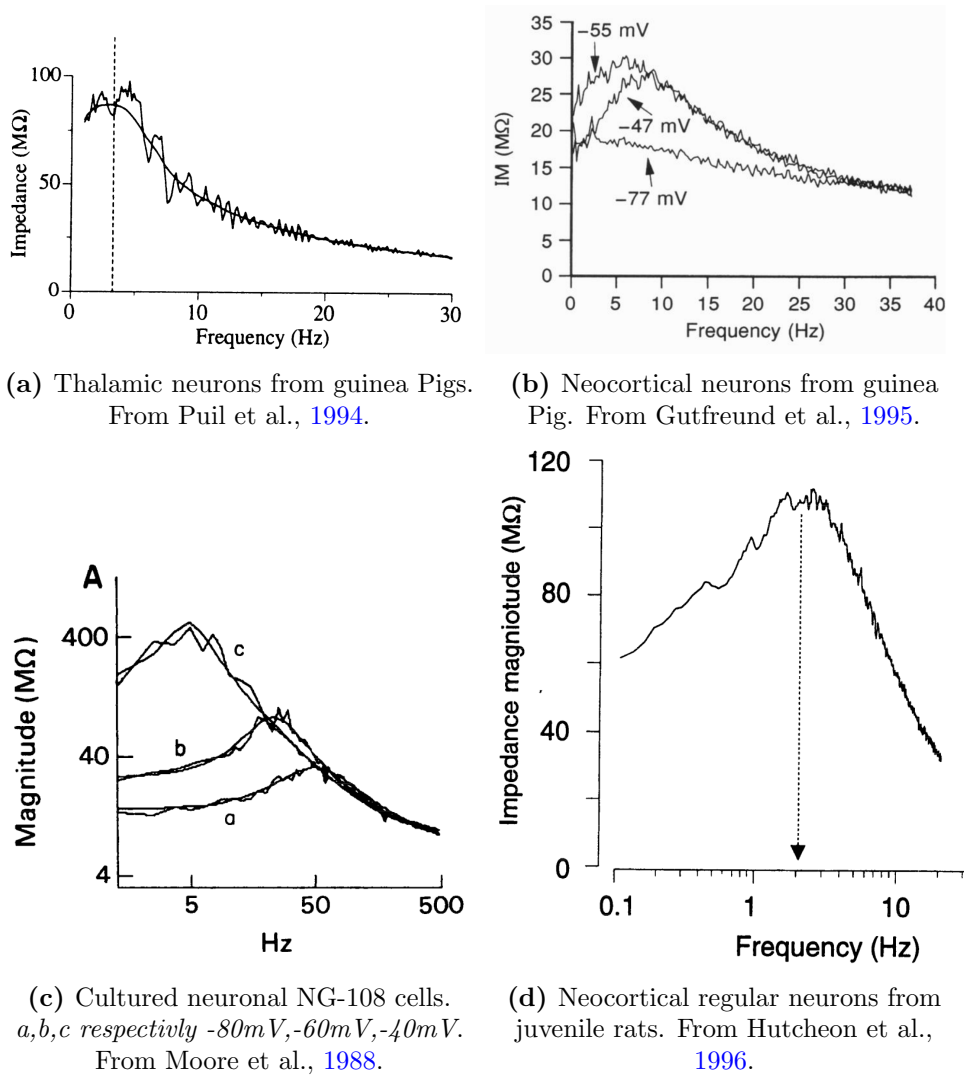 100
50
0
0
10
20
30
Impedance (MΩ)
Frequency (Hz)
35
30
25
20
15
10
5
0
−55 mV
−47 mV
−77 mV
IM (MΩ)
0 5 10 15 20 25 30 35 40
Frequency (Hz)
(a) Thalamic neurons from guinea Pigs.
From Puil et al., 1994.
(b) Neocortical neurons from guinea
Pig. From Gutfreund et al., 1995.
A
400
40
4
c
b
a
Magnitude (MΩ)
5 50 500
Hz
120
80
40
0
Impedance magniotude (MΩ)
0.1 1 10
Frequency (Hz)
(c) Cultured neuronal NG-108 cells.
a,b,c respectivly -80mV,-60mV,-40mV.
From Moore et al., 1988.
(d) Neocortical regular neurons from
juvenile rats. From Hutcheon et al.,
1996.